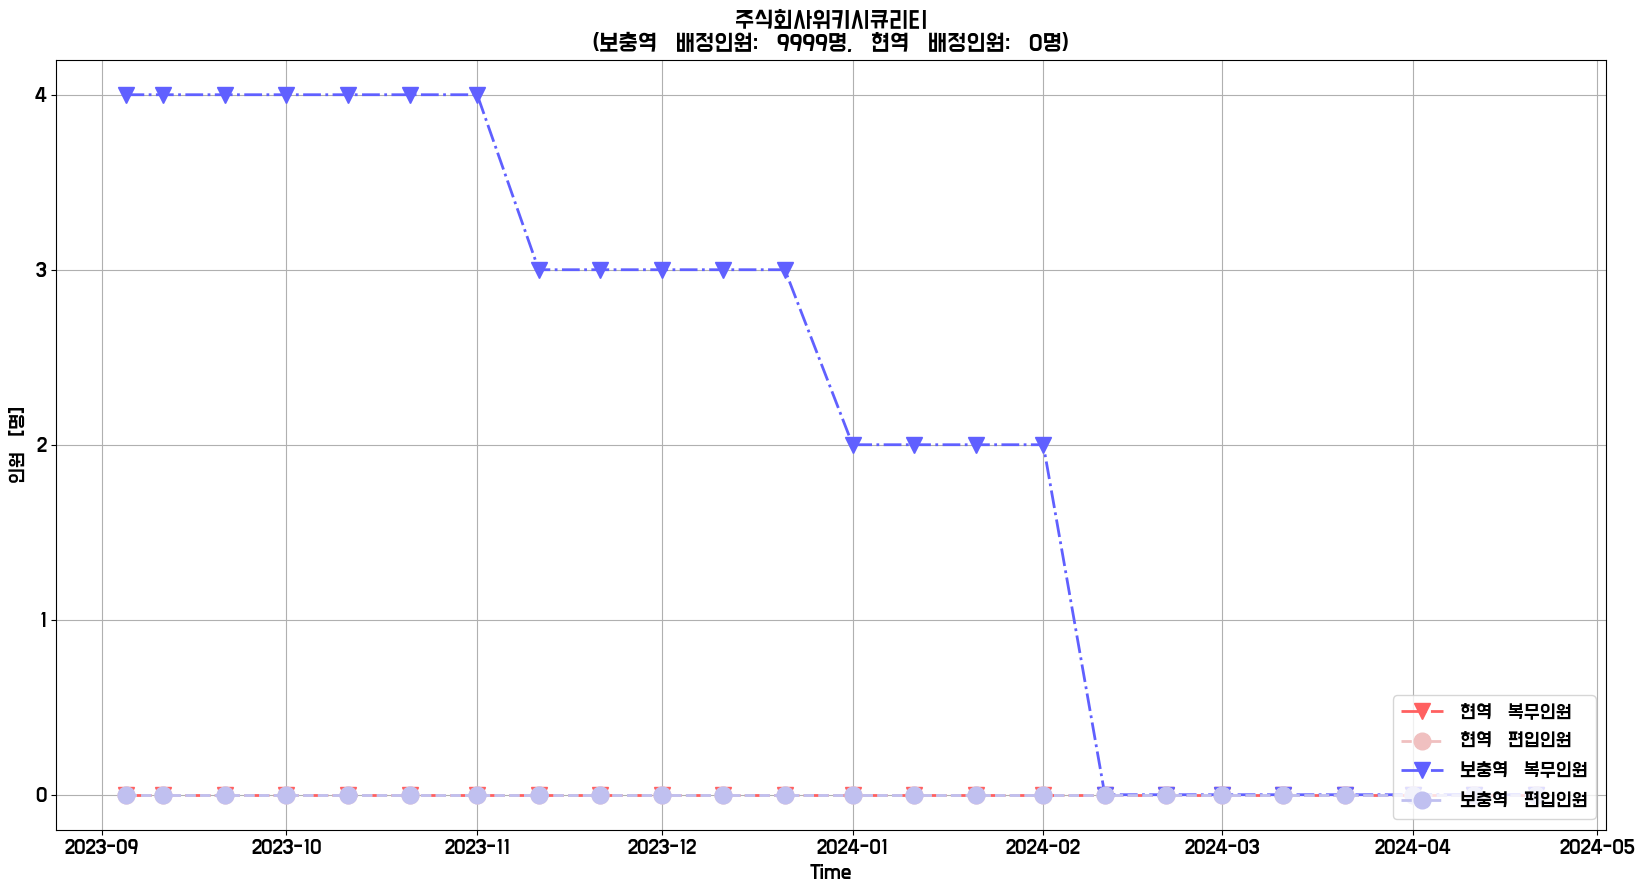 주식회사위키시큐리티
(보충역 배정인원: 9999명, 현역 배정인원: 0명)
인원 [명]
4
3
2
1
0
2023-09 2023-10 2023-11 2023-12 2024-01 2024-02 2024-03 2024-04 2024-05
Time
현역 복무인원
현역 편입인원
보충역 복무인원
보충역 편입인원